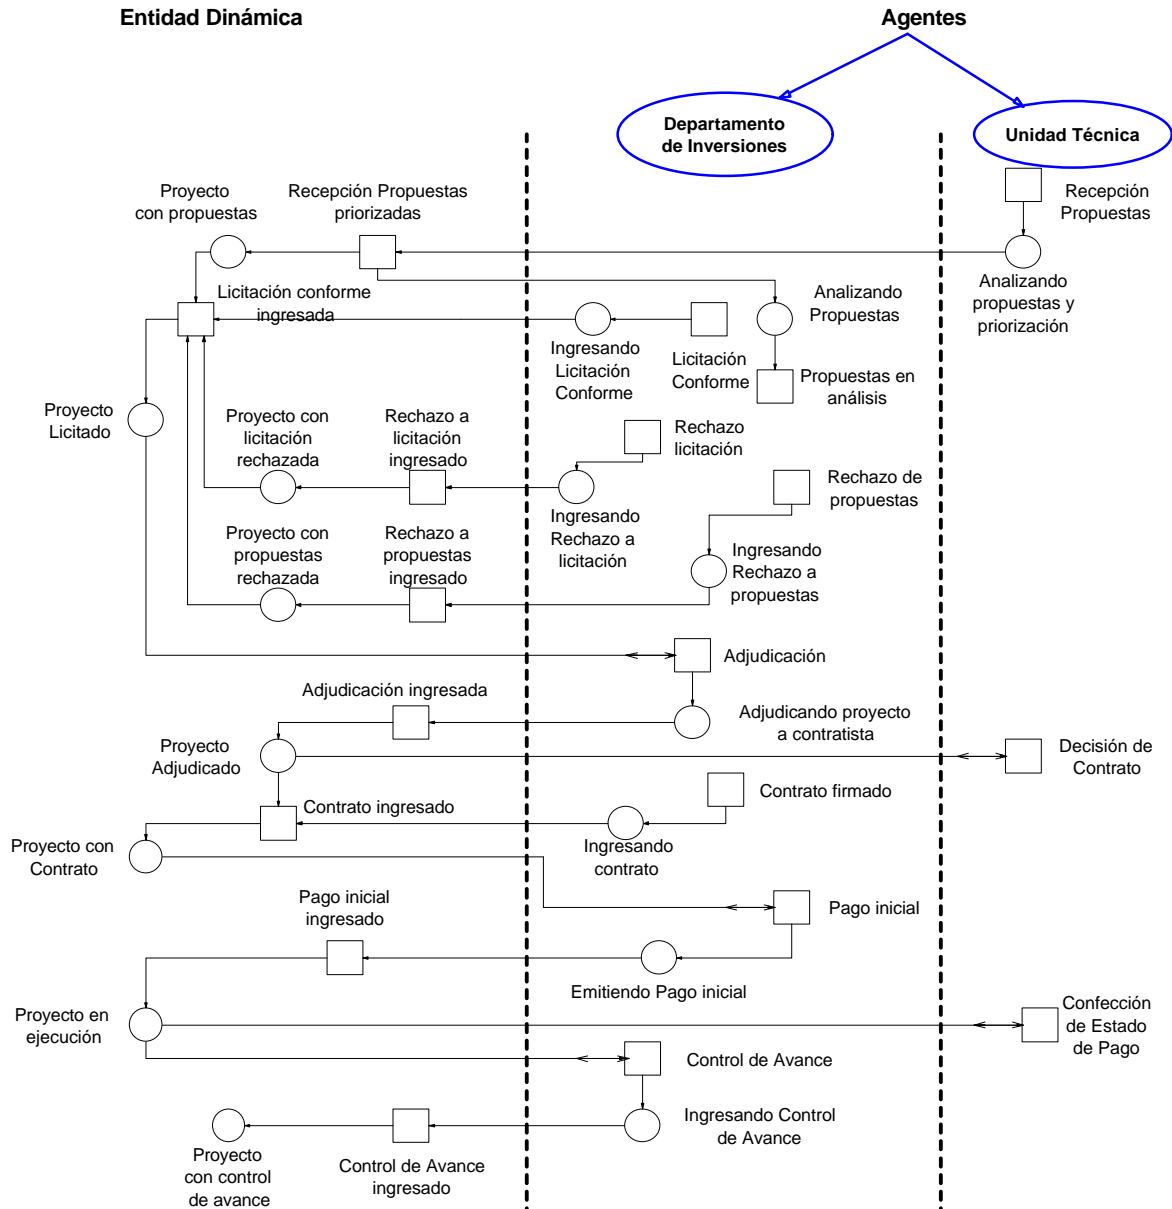 Entidad Dinámica
Agentes
Departamento
de Inversiones
Unidad Técnica
Proyecto
con propuestas
Recepción Propuestas
priorizadas
Recepción
Propuestas
Licitación conforme
ingresada
Analizando
Propuestas
Analizando
propuestas y
priorización
Ingresando
Licitación
Conforme
Licitación
Conforme
Propuestas en
análisis
Proyecto
Licitado
Proyecto con
licitación
rechazada
Rechazo a
licitación
ingresado
Rechazo
licitación
Rechazo de
propuestas
Ingresando
Rechazo a
licitación
Proyecto con
propuestas
rechazada
Rechazo a
propuestas
ingresado
Ingresando
Rechazo a
propuestas
Adjudicación
Adjudicación ingresada
Adjudicando proyecto
a contratista
Proyecto
Adjudicado
Decisión de
Contrato
Contrato ingresado
Contrato firmado
Proyecto con
Contrato
Ingresando
contrato
Pago inicial
ingresado
Pago inicial
Emitiendo Pago inicial
Proyecto en
ejecución
Confección
de Estado
de Pago
Control de Avance
Ingresando Control
de Avance
Proyecto
con control
de avance
Control de Avance
ingresado